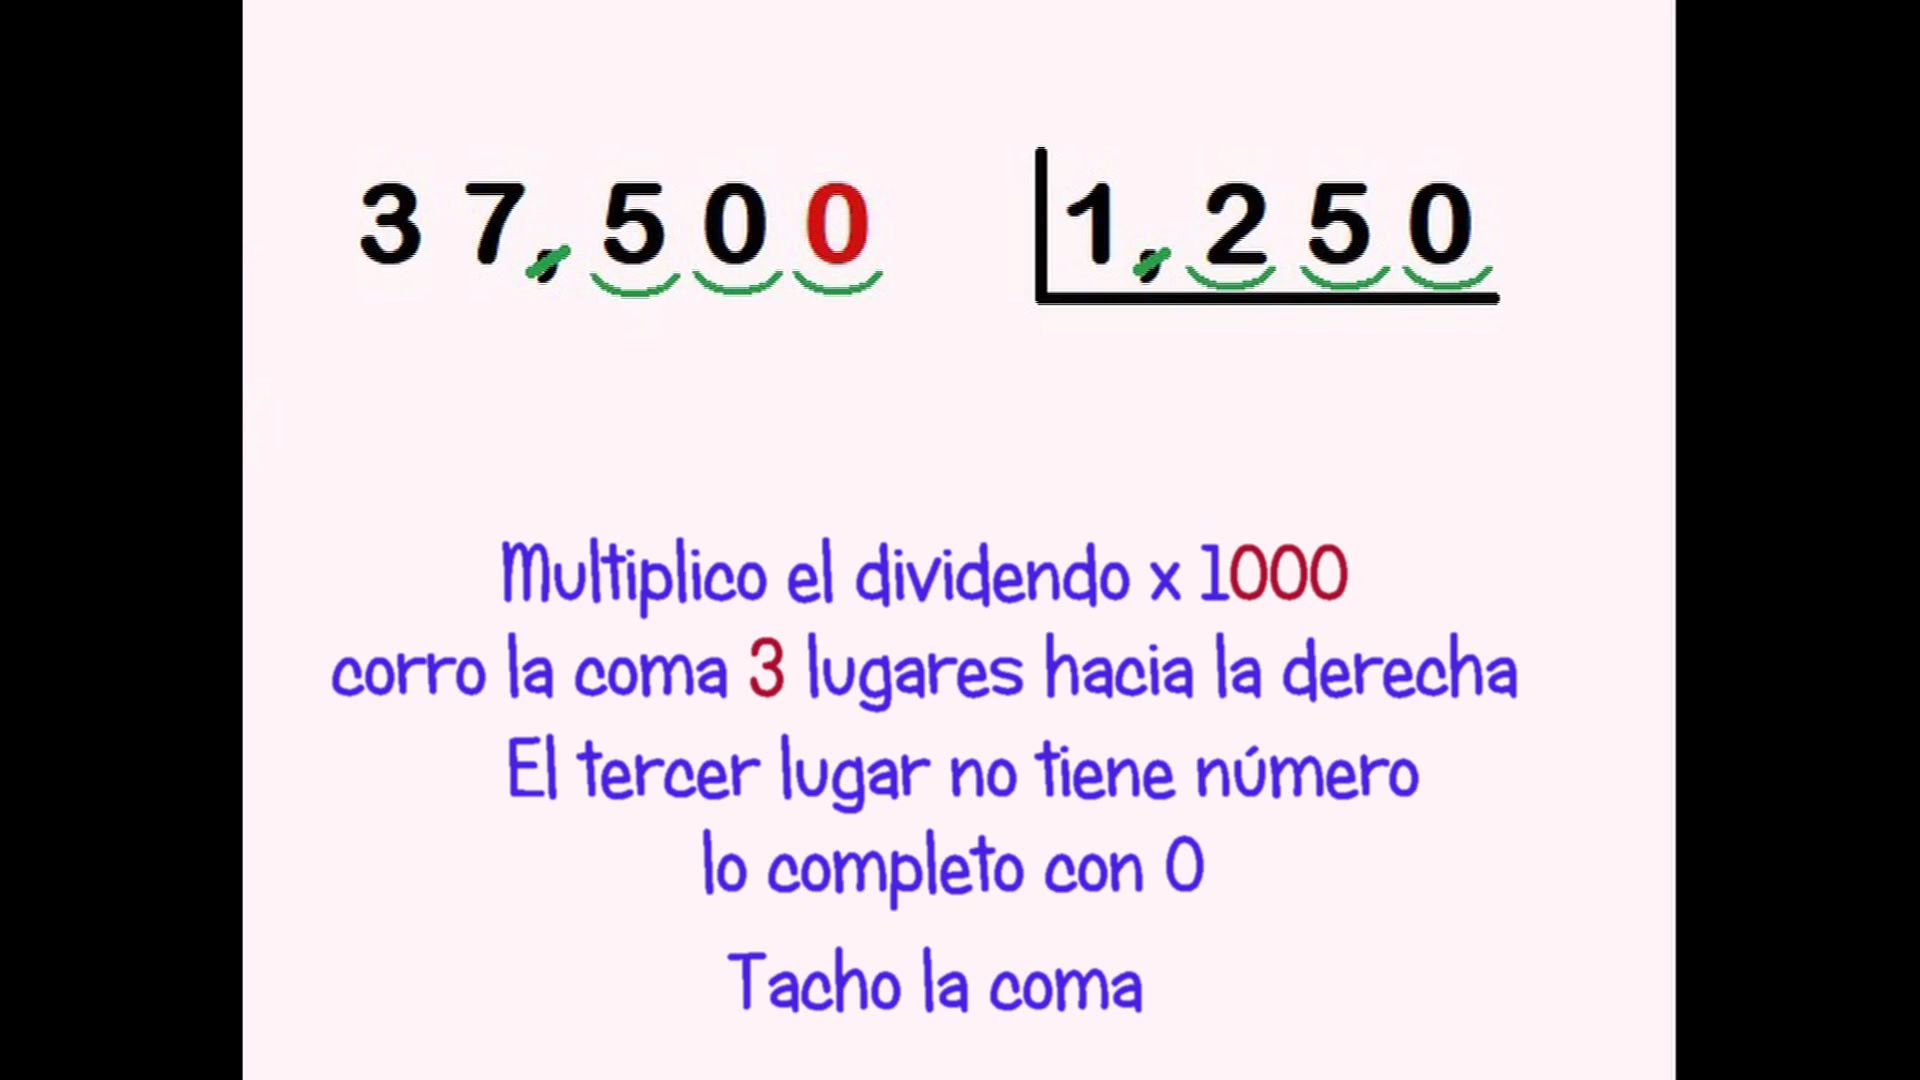 37,500 1,250
Multiplico el dividendo x 1000
corro la coma 3 lugares hacia la derecha
El tercer lugar no tiene número
lo completo con 0
Tacho la coma